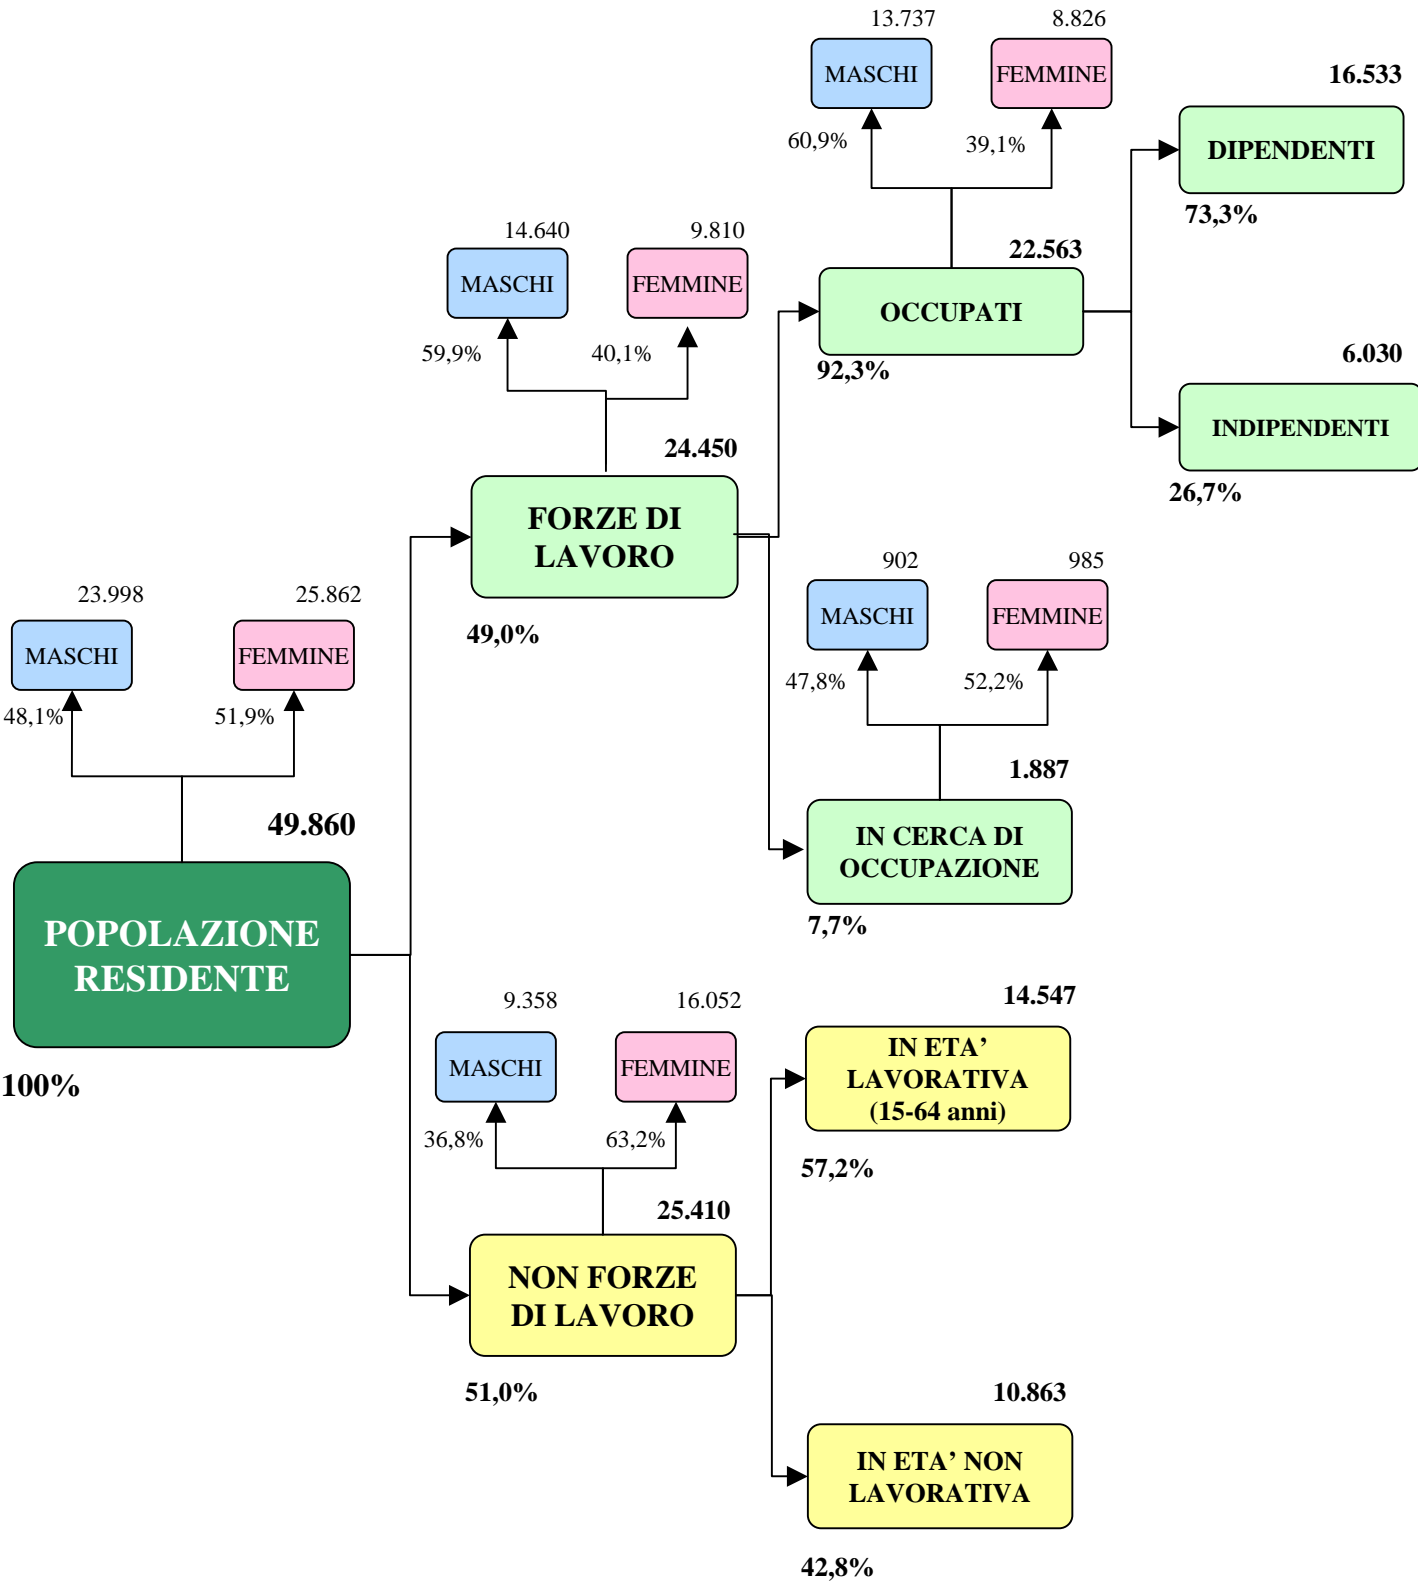 13.737
8.826
MASCHI
FEMMINE
60,9%
39,1%
16.533
DIPENDENTI
73,3%
14.640
9.810
MASCHI
FEMMINE
59,9%
40,1%
22.563
OCCUPATI
92,3%
6.030
INDIPENDENTI
26,7%
24.450
FORZE DI
LAVORO
49,0%
902
985
MASCHI
FEMMINE
47,8%
52,2%
1.887
IN CERCA DI
OCCUPAZIONE
7,7%
23.998
25.862
MASCHI
FEMMINE
48,1%
51,9%
49.860
POPOLAZIONE
RESIDENTE
100%
9.358
16.052
MASCHI
FEMMINE
36,8%
63,2%
25.410
NON FORZE
DI LAVORO
51,0%
14.547
IN ETA’
LAVORATIVA
(15-64 anni)
57,2%
10.863
IN ETA’ NON
LAVORATIVA
42,8%